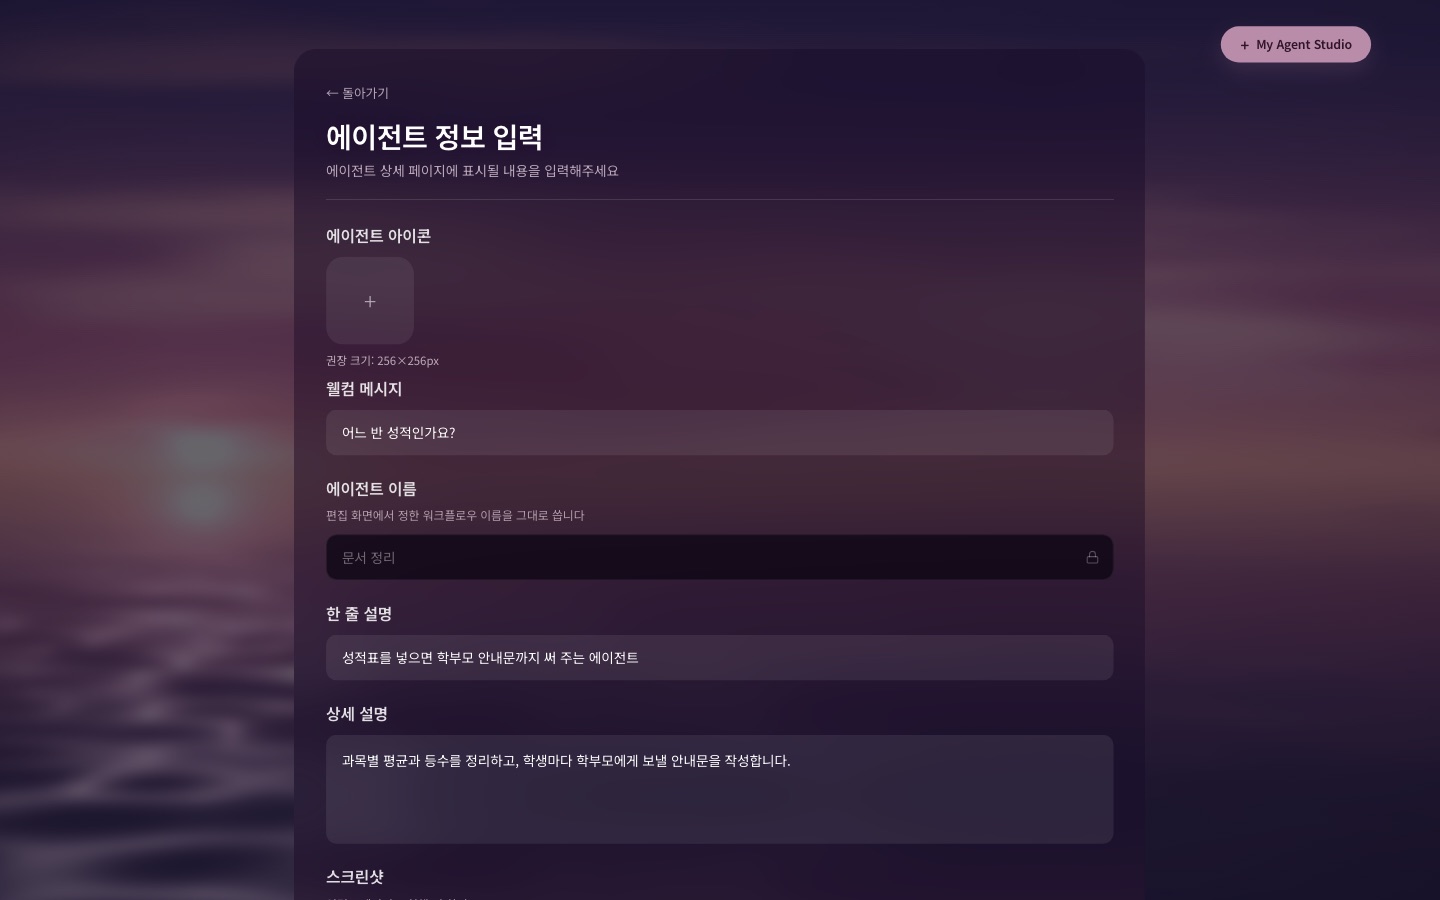 + My Agent Studio
← 돌아가기
에이전트 정보 입력
에이전트 상세 페이지에 표시될 내용을 입력해주세요
에이전트 아이콘
+
권장 크기: 256×256px
웰컴 메시지
어느 반 성적인가요?
에이전트 이름
편집 화면에서 정한 워크플로우 이름을 그대로 씁니다
문서 정리
한 줄 설명
성적표를 넣으면 학부모 안내문까지 써 주는 에이전트
상세 설명
과목별 평균과 등수를 정리하고, 학생마다 학부모에게 보낼 안내문을 작성합니다.
스크린샷